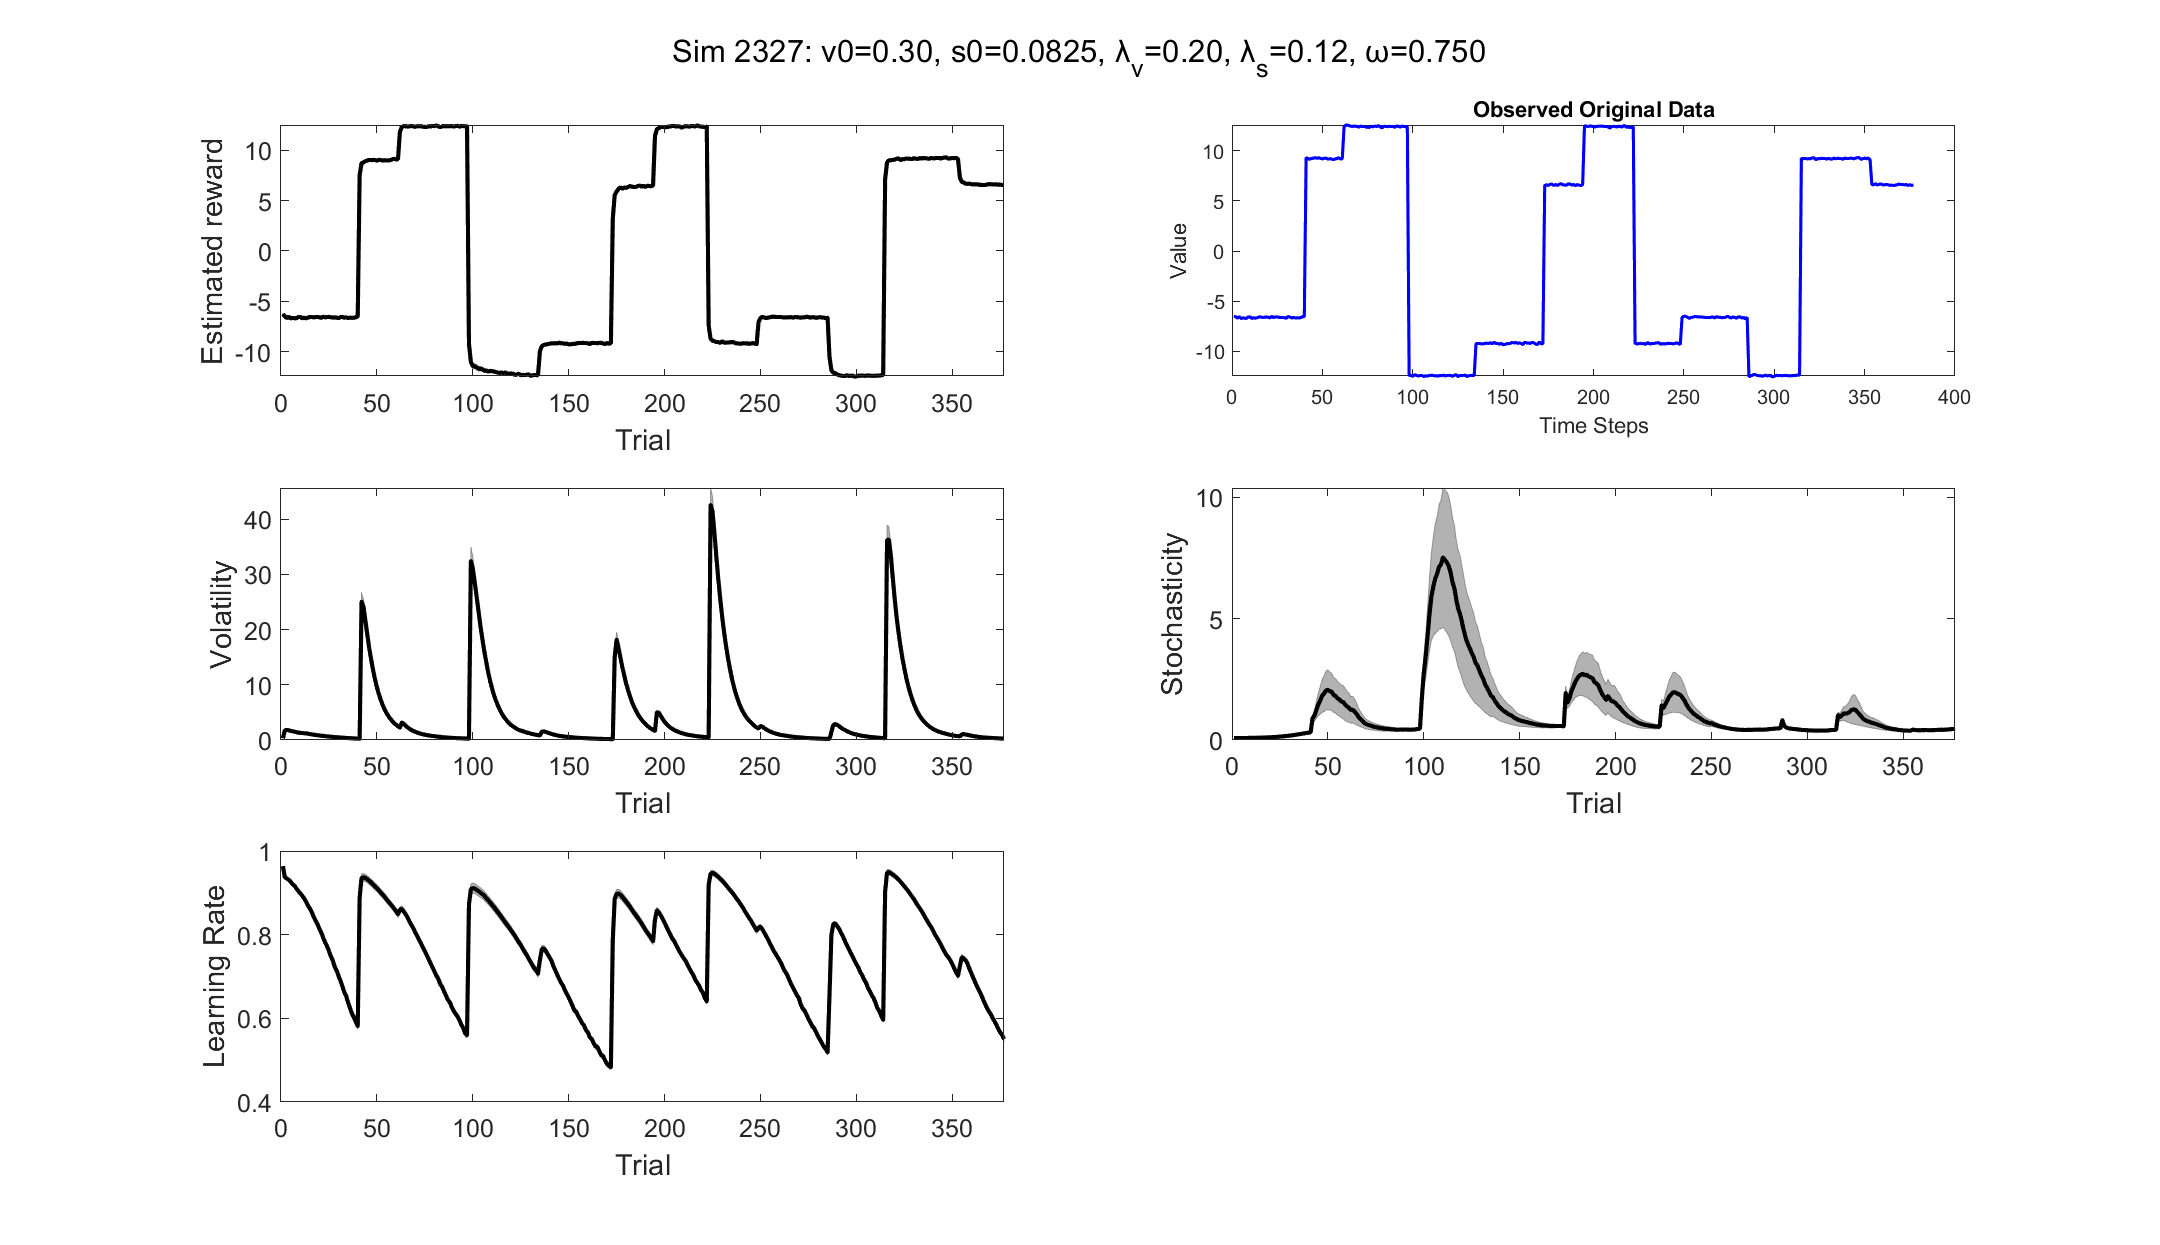 Sim 2327: v0=0.30, s0=0.0825, λv=0.20, λs=0.12, ω=0.750
Estimated reward
10
5
0
-5
-10
0 50 100 150 200 250 300 350
Trial
Observed Original Data
Value
10
5
0
-5
-10
0 50 100 150 200 250 300 350 400
Time Steps
Volatility
40
30
20
10
0
0 50 100 150 200 250 300 350
Trial
Stochasticity
10
5
0
0 50 100 150 200 250 300 350
Trial
Learning Rate
1
0.8
0.6
0.4
0 50 100 150 200 250 300 350
Trial